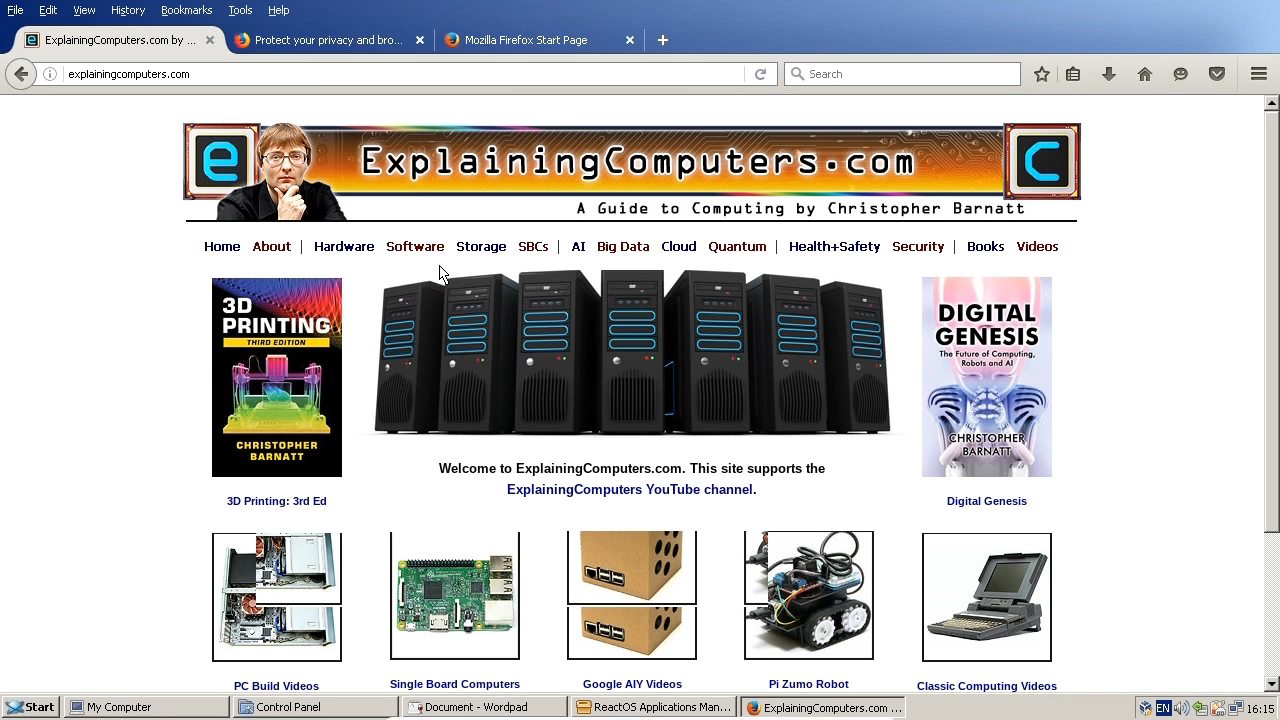 File Edit View History Bookmarks Tools Help
ExplainingComputers.com by ... Protect your privacy and bro... Mozilla Firefox Start Page
explainingcomputers.com Search
e ExplainingComputers.com c
A Guide to Computing by Christopher Barnatt
Home About | Hardware Software Storage SBCs | AI Big Data Cloud Quantum | Health+Safety Security | Books Videos
3D
PRINTING
THIRD EDITION
CHRISTOPHER
BARNATT
DIGITAL
GENESIS
The Future of Computing,
Robots and AI
CHRISTOPHER
BARNATT
Welcome to ExplainingComputers.com. This site supports the
ExplainingComputers YouTube channel.
3D Printing: 3rd Ed
Digital Genesis
PC Build Videos
Single Board Computers
Google AIY Videos
Pi Zumo Robot
Classic Computing Videos
Start My Computer Control Panel Document - Wordpad ReactOS Applications Man... ExplainingComputers.com ... EN 16:15